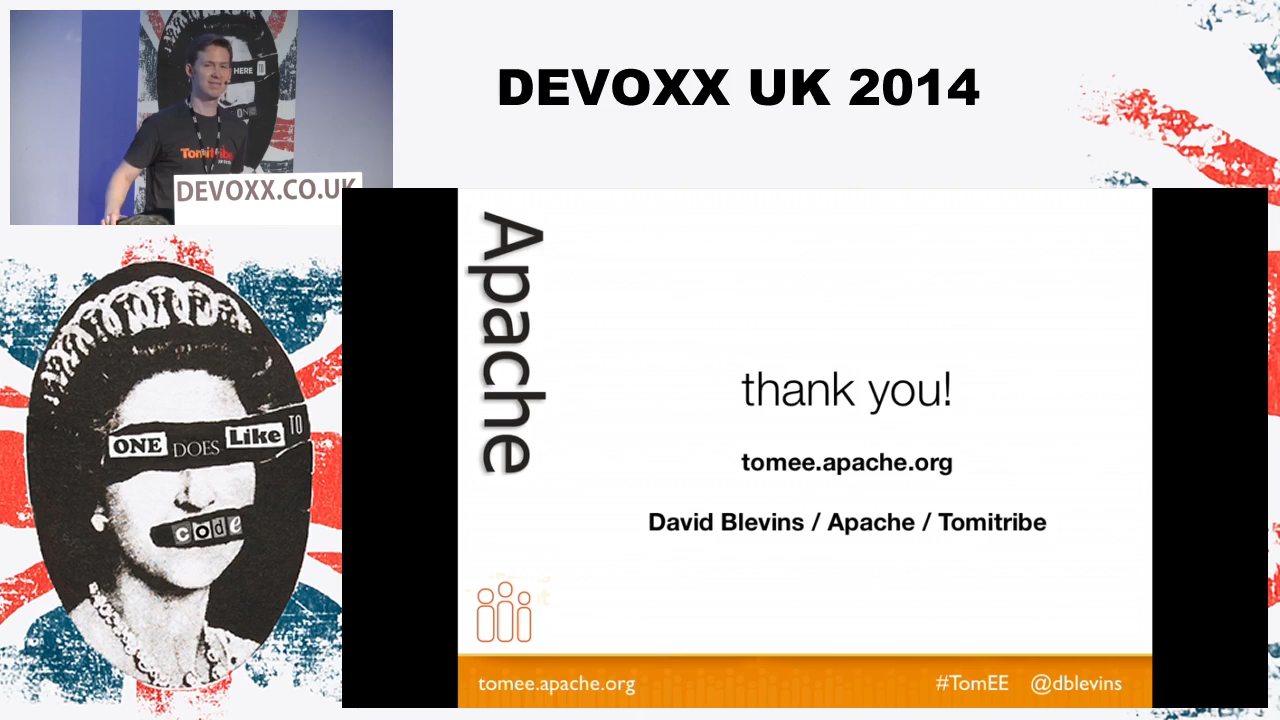 HERE
Tomitribe
DEVOXX.CO.UK
DEVOXX UK 2014
ONE DOES Like TO
code
Apache
thank you!
tomee.apache.org
David Blevins / Apache / Tomitribe
tomee.apache.org
#TomEE @dblevins